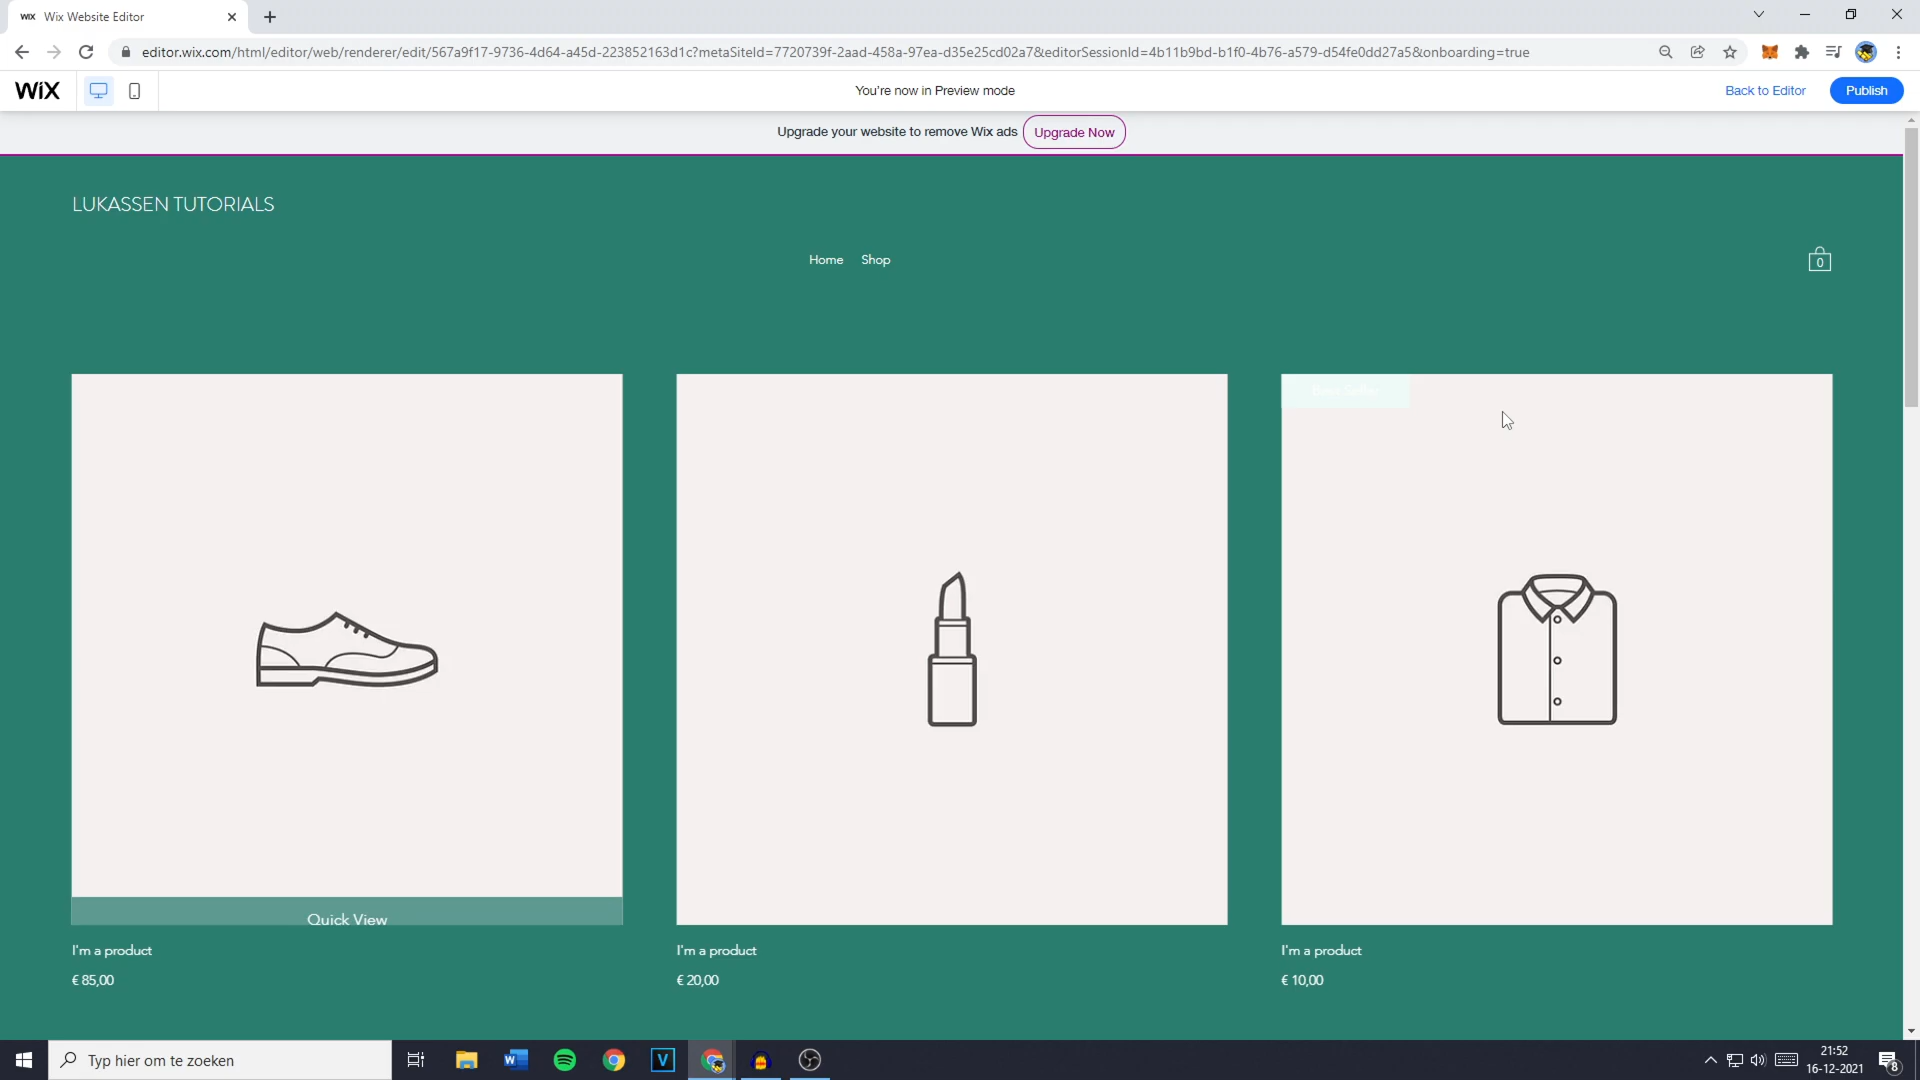 WiX Wix Website Editor
editor.wix.com/html/editor/web/renderer/edit/567a9f17-9736-4d64-a45d-223852163d1c?metaSiteId=7720739f-2aad-458a-97ea-d35e25cd02a7&editorSessionId=4b11b9bd-b1f0-4b76-a579-d54fe0dd27a5&onboarding=true
WiX You're now in Preview mode Back to Editor Publish
Upgrade your website to remove Wix ads Upgrade Now
LUKASSEN TUTORIALS
Home Shop 0
Best Seller
Quick View
I'm a product I'm a product I'm a product
€ 85,00 € 20,00 € 10,00
Typ hier om te zoeken
21:52
16-12-2021
8